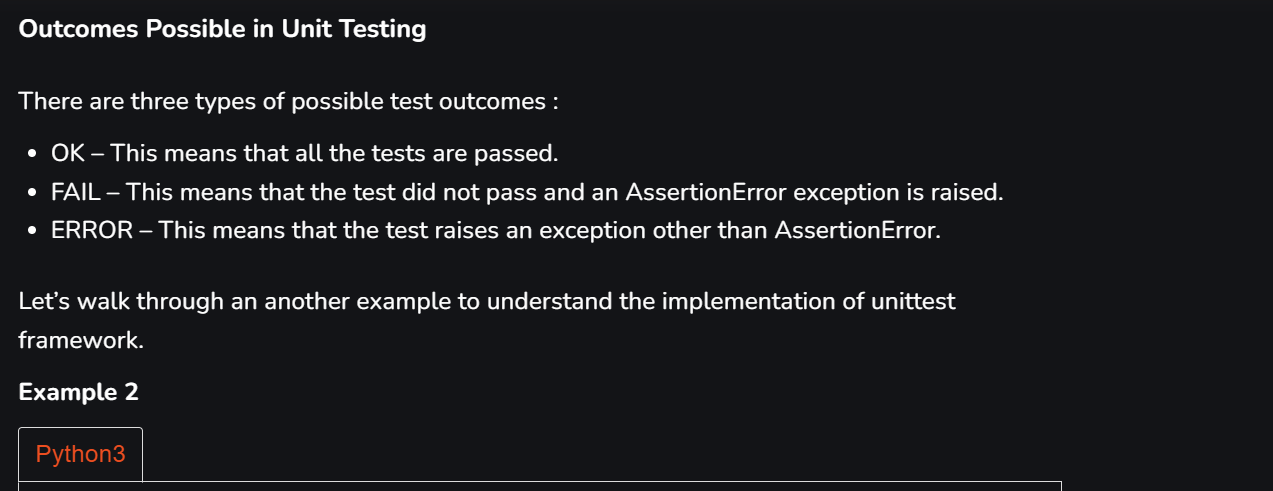 Outcomes Possible in Unit Testing
There are three types of possible test outcomes :
• OK – This means that all the tests are passed.
• FAIL – This means that the test did not pass and an AssertionError exception is raised.
• ERROR – This means that the test raises an exception other than AssertionError.
Let’s walk through an another example to understand the implementation of unittest
framework.
Example 2
Python3